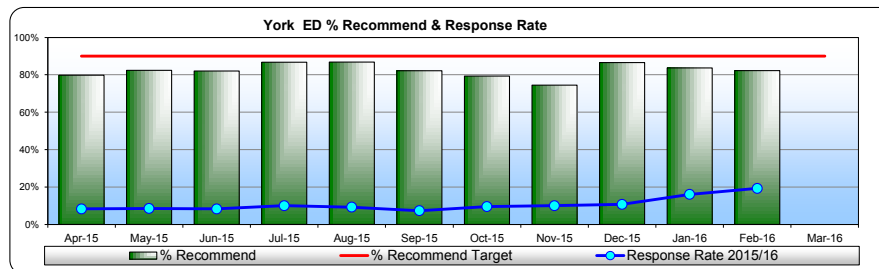 York ED % Recommend & Response Rate
100%
80%
60%
40%
20%
0%
Apr-15 May-15 Jun-15 Jul-15 Aug-15 Sep-15 Oct-15 Nov-15 Dec-15 Jan-16 Feb-16 Mar-16
% Recommend % Recommend Target Response Rate 2015/16